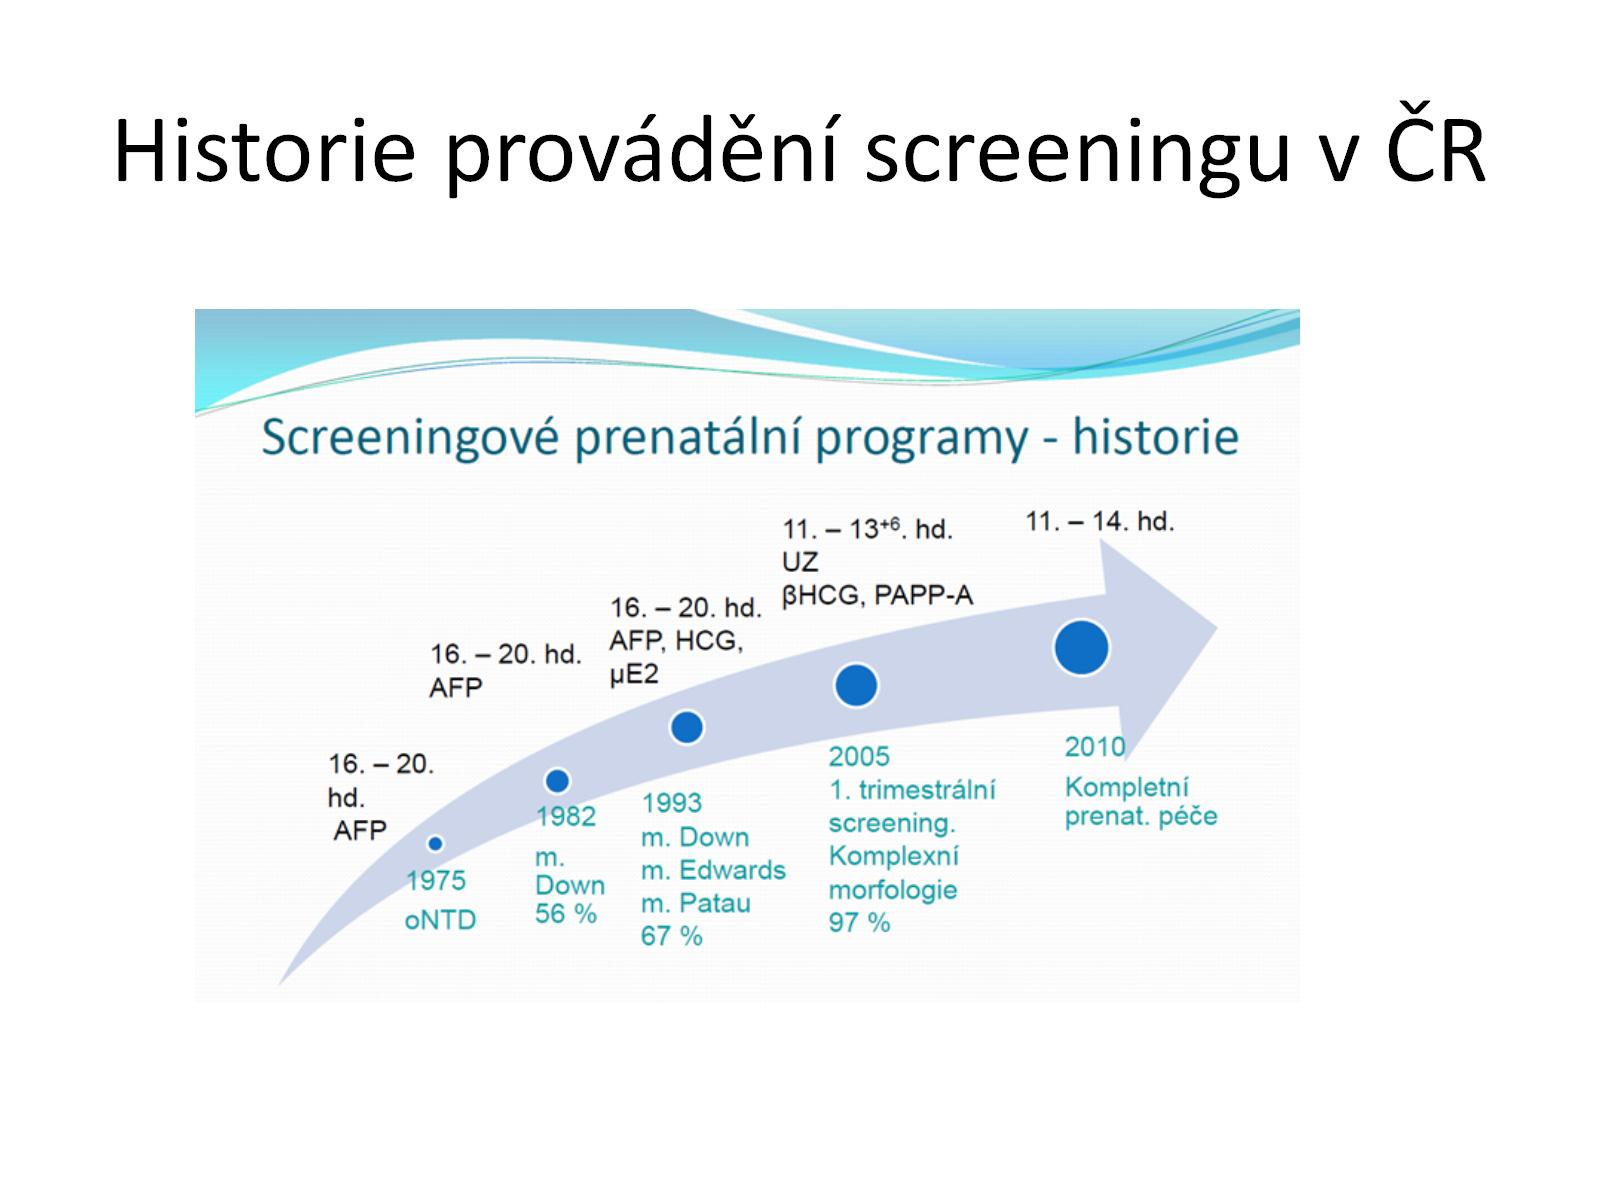 Historie provádění screeningu v ČR
Screeningové prenatální programy - historie
16. – 20.
hd.
AFP
1975
oNTD
16. – 20. hd.
AFP
1982
m.
Down
56 %
16. – 20. hd.
AFP, HCG,
µE2
1993
m. Down
m. Edwards
m. Patau
67 %
11. – 13⁺⁶. hd.
UZ
βHCG, PAPP-A
2005
1. trimestrální
screening.
Komplexní
morfologie
97 %
11. – 14. hd.
2010
Kompletní
prenat. péče